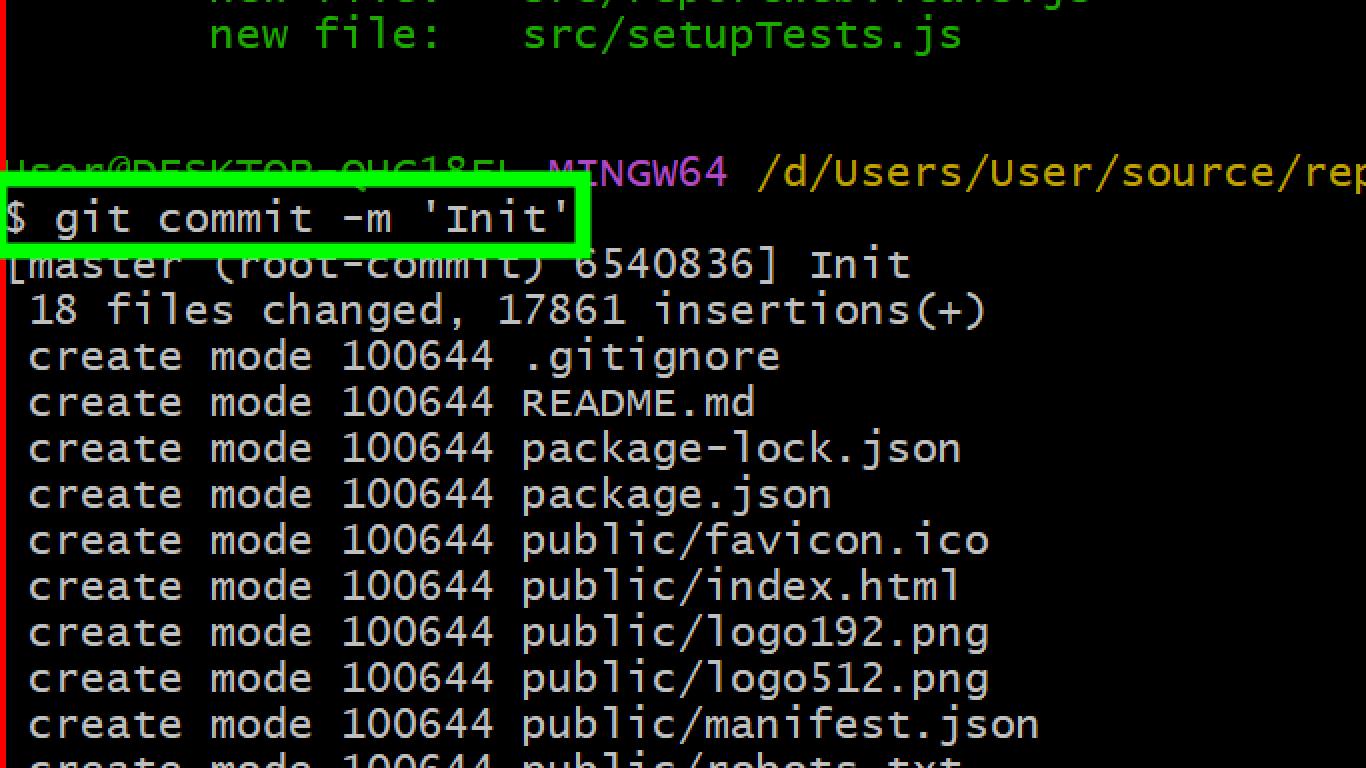 new file: src/reportWebVitals.js
new file: src/setupTests.js
MINGW64 /d/Users/User/source/rep
$ git commit -m 'Init'
[master (root-commit) 6540836] Init
18 files changed, 17861 insertions(+)
create mode 100644 .gitignore
create mode 100644 README.md
create mode 100644 package-lock.json
create mode 100644 package.json
create mode 100644 public/favicon.ico
create mode 100644 public/index.html
create mode 100644 public/logo192.png
create mode 100644 public/logo512.png
create mode 100644 public/manifest.json
create mode 100644 public/robots.txt